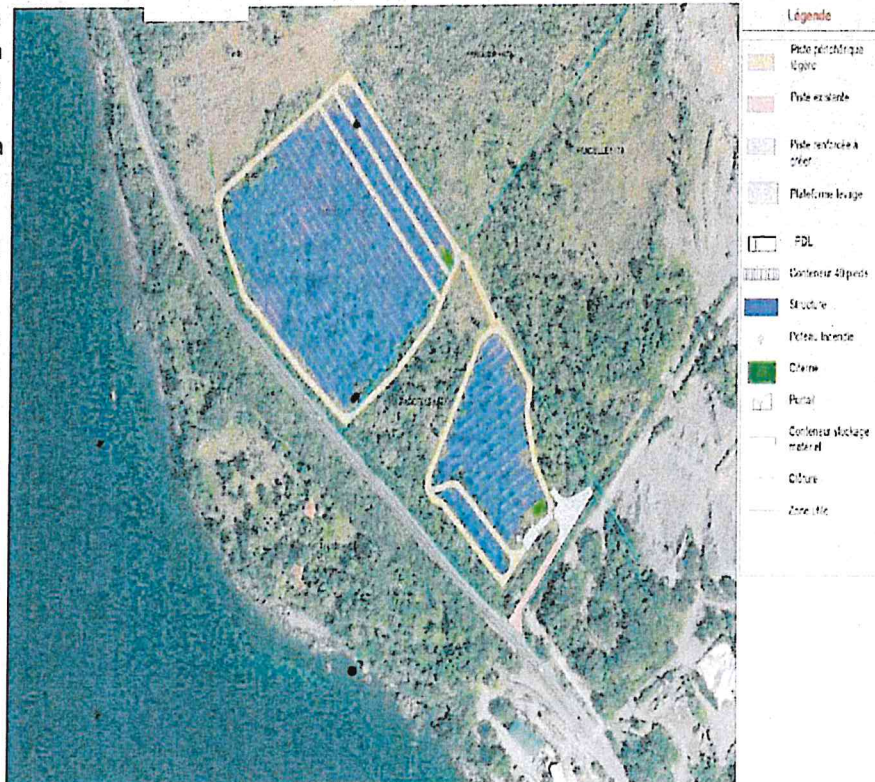 Légende
Piste périphérique
légère
Piste existante
Piste renforcée à
créer
Plateforme levage
PDL
Conteneur 40 pieds
Structure
Poteau Incendie
Citerne
Portail
Conteneur stockage
matériel
Clôture
Zone utile